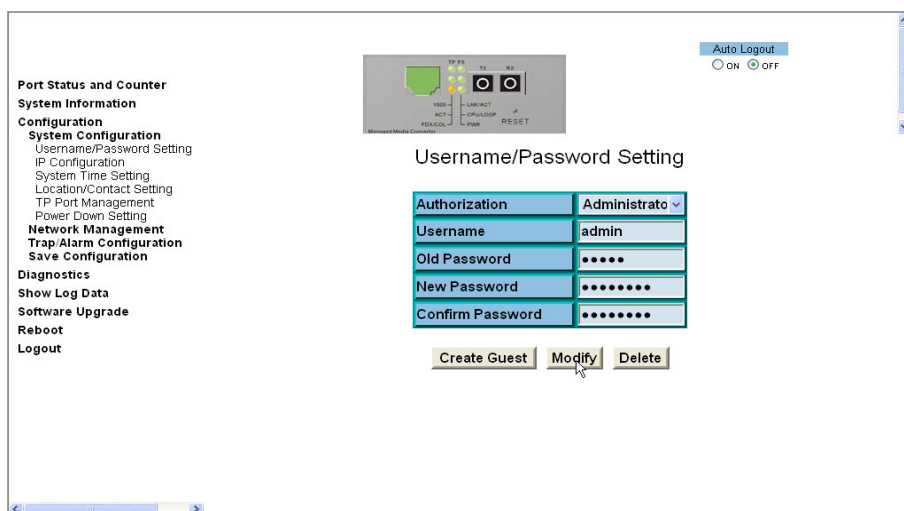 Auto Logout
ON OFF
TP FX
TX RX
1000 LNK/ACT
ACT CPU/LOOP
FDX/COL PWR
RESET
Managed Media Converter
Port Status and Counter
System Information
Configuration
System Configuration
Username/Password Setting
IP Configuration
System Time Setting
Location/Contact Setting
TP Port Management
Power Down Setting
Network Management
Trap/Alarm Configuration
Save Configuration
Diagnostics
Show Log Data
Software Upgrade
Reboot
Logout
Username/Password Setting
Authorization Administrato
Username admin
Old Password •••••
New Password ••••••••
Confirm Password ••••••••
Create Guest Modify Delete